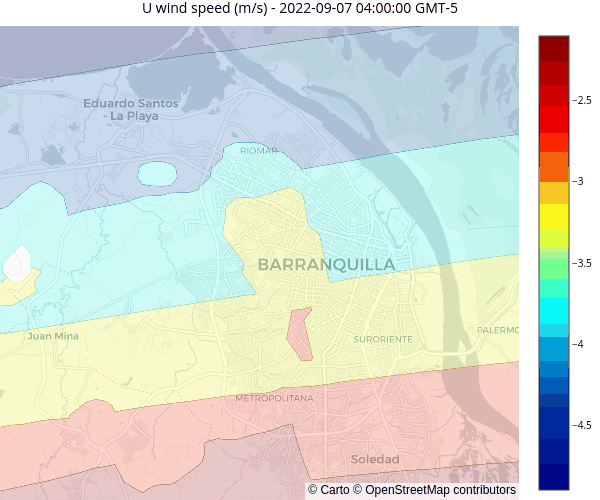 U wind speed (m/s) - 2022-09-07 04:00:00 GMT-5
Eduardo Santos
- La Playa
RIOMAR
BARRANQUILLA
Juan Mina
SURORIENTE
PALERMO
METROPOLITANA
Soledad
© Carto © OpenStreetMap contributors
−2.5
−3
−3.5
−4
−4.5